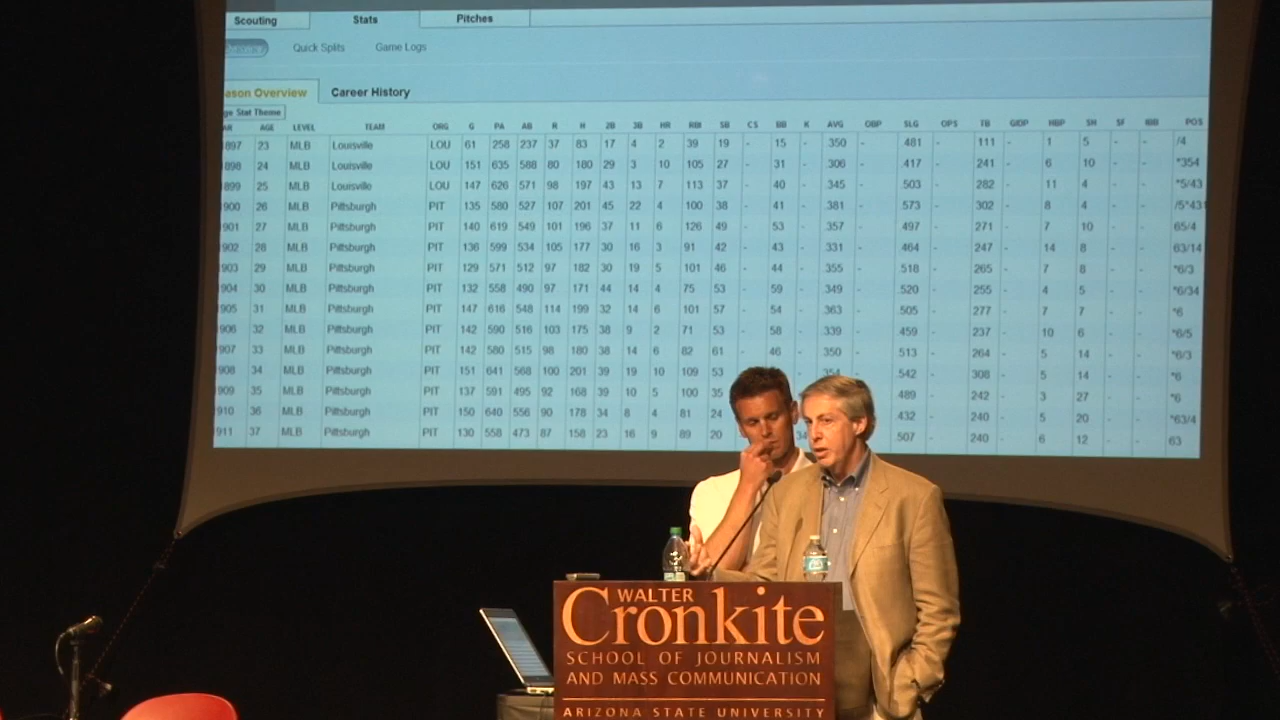 Scouting Stats Pitches
Quick Splits Game Logs
ason Overview Career History
ge Stat Theme
AR AGE LEVEL TEAM ORG G PA AB R H 2B 3B HR RBI SB CS BB K AVG OBP SLG OPS TB GIDP HBP SH SF IBB POS
897 23 MLB Louisville LOU 61 258 237 37 83 17 4 2 39 19 - 15 - 350 - 481 - 111 - 1 5 - - /4
898 24 MLB Louisville LOU 151 635 588 80 180 29 3 10 105 27 - 31 - 306 - 417 - 241 - 6 10 - - *354
899 25 MLB Louisville LOU 147 626 571 98 197 43 13 7 113 37 - 40 - 345 - 503 - 282 - 11 4 - - *5/43
1900 26 MLB Pittsburgh PIT 135 580 527 107 201 45 22 4 100 38 - 41 - 381 - 573 - 302 - 8 4 - - /5*431
1901 27 MLB Pittsburgh PIT 140 619 549 101 196 37 11 6 126 49 - 53 - 357 - 497 - 271 - 7 10 - - 65/4
1902 28 MLB Pittsburgh PIT 136 599 534 105 177 30 16 3 91 42 - 43 - 331 - 464 - 247 - 14 8 - - 63/14
1903 29 MLB Pittsburgh PIT 129 571 512 97 182 30 19 5 101 46 - 44 - 355 - 518 - 265 - 7 8 - - *6/3
1904 30 MLB Pittsburgh PIT 132 558 490 97 171 44 14 4 75 53 - 59 - 349 - 520 - 255 - 4 5 - - *6/34
1905 31 MLB Pittsburgh PIT 147 616 548 114 199 32 14 6 101 57 - 54 - 363 - 505 - 277 - 7 7 - - *6
1906 32 MLB Pittsburgh PIT 142 590 516 103 175 38 9 2 71 53 - 58 - 339 - 459 - 237 - 10 6 - - *6/5
1907 33 MLB Pittsburgh PIT 142 580 515 98 180 38 14 6 82 61 - 46 - 350 - 513 - 264 - 5 14 - - *6/3
1908 34 MLB Pittsburgh PIT 151 641 568 100 201 39 19 10 109 53 354 542 - 308 - 5 14 - - *6
1909 35 MLB Pittsburgh PIT 137 591 495 92 168 39 10 5 100 35 489 - 242 - 3 27 - - *6
1910 36 MLB Pittsburgh PIT 150 640 556 90 178 34 8 4 81 24 432 - 240 - 5 20 - - *63/4
1911 37 MLB Pittsburgh PIT 130 558 473 87 158 23 16 9 89 20 34 507 - 240 - 6 12 - - 63
WALTER
Cronkite
SCHOOL OF JOURNALISM
AND MASS COMMUNICATION
ARIZONA STATE UNIVERSITY